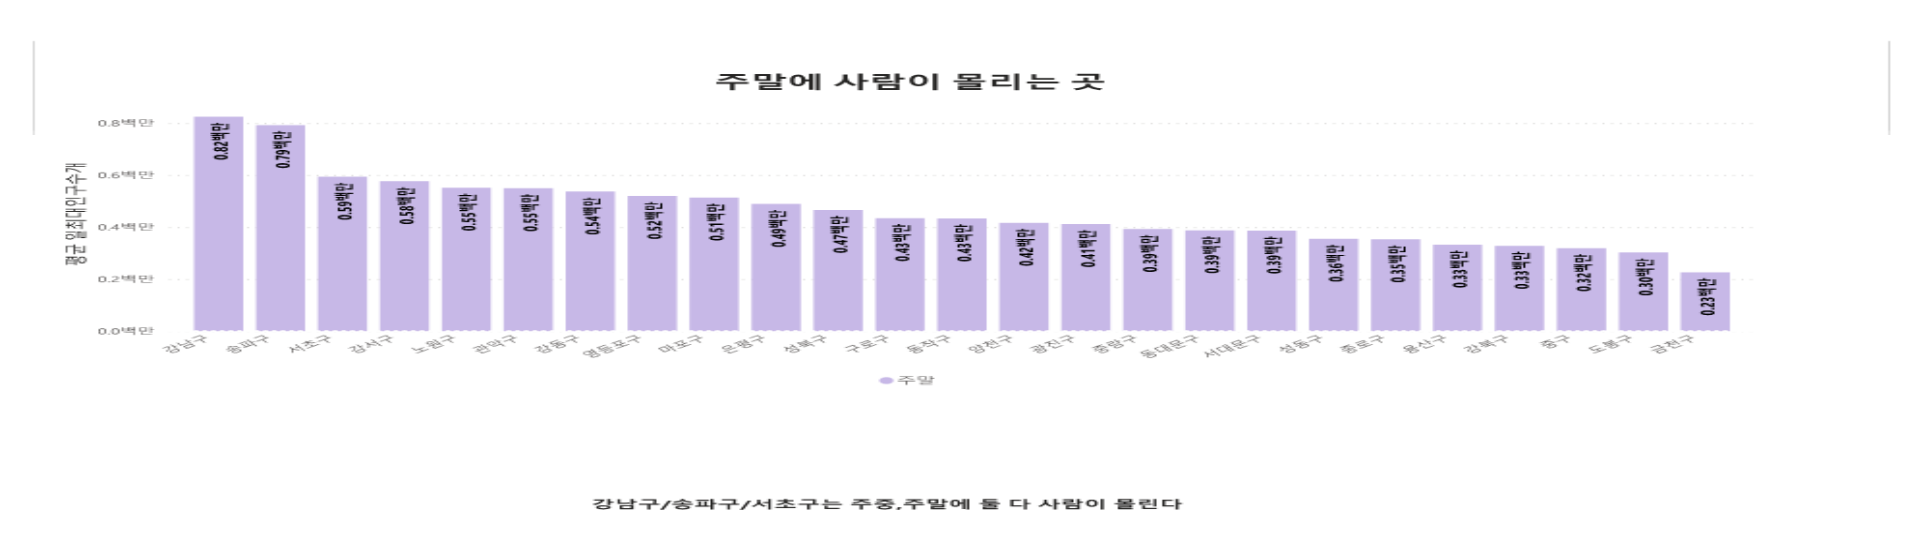 주말에 사람이 몰리는 곳
평균 일최대인구수개
0.8백만
0.6백만
0.4백만
0.2백만
0.0백만
0.82백만
0.79백만
0.59백만
0.58백만
0.55백만
0.55백만
0.54백만
0.52백만
0.51백만
0.49백만
0.47백만
0.43백만
0.43백만
0.42백만
0.41백만
0.39백만
0.39백만
0.39백만
0.36백만
0.35백만
0.33백만
0.33백만
0.32백만
0.30백만
0.23백만
강남구
송파구
서초구
강서구
노원구
관악구
강동구
영등포구
마포구
은평구
성북구
구로구
동작구
양천구
광진구
중랑구
동대문구
서대문구
성동구
종로구
용산구
강북구
중구
도봉구
금천구
주말
강남구/송파구/서초구는 주중,주말에 둘 다 사람이 몰린다